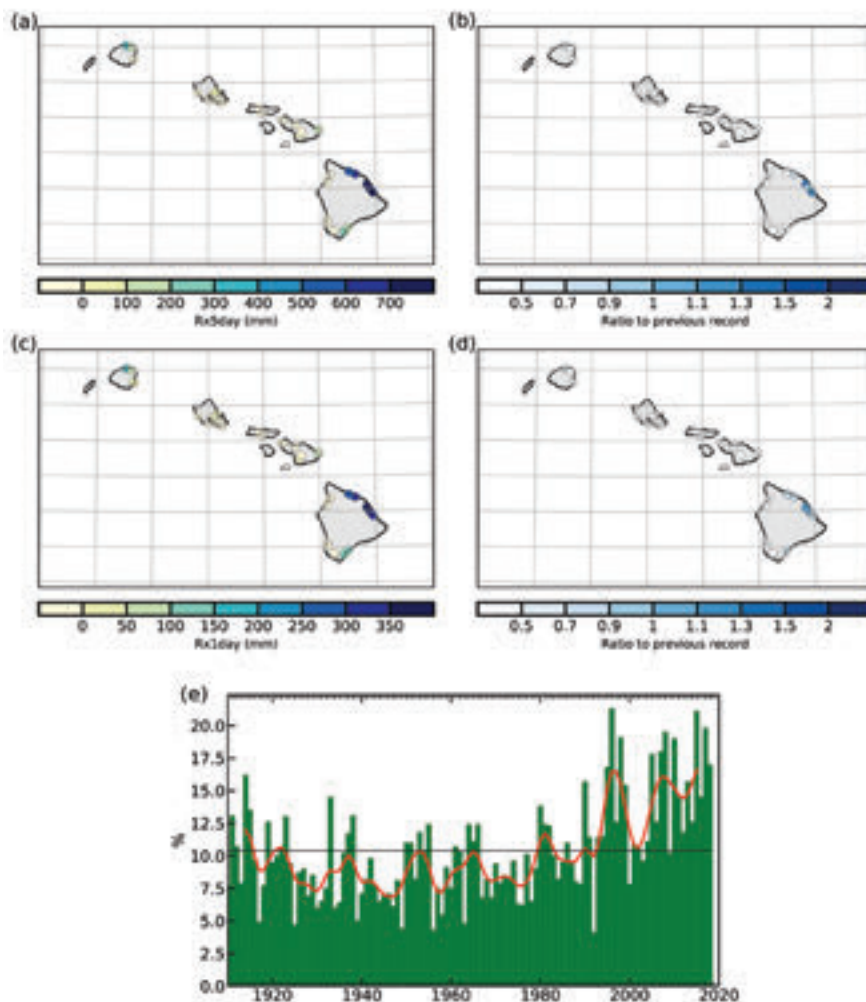 (a) (b)
0 100 200 300 400 500 600 700
Rx5day (mm)
0.5 0.7 0.9 1 1.1 1.3 1.5 2
Ratio to previous record
(c) (d)
0 50 100 150 200 250 300 350
Rx1day (mm)
0.5 0.7 0.9 1 1.1 1.3 1.5 2
Ratio to previous record
(e)
20.0
17.5
15.0
12.5
%
10.0
7.5
5.0
2.5
0.0
1920 1940 1960 1980 2000 2020